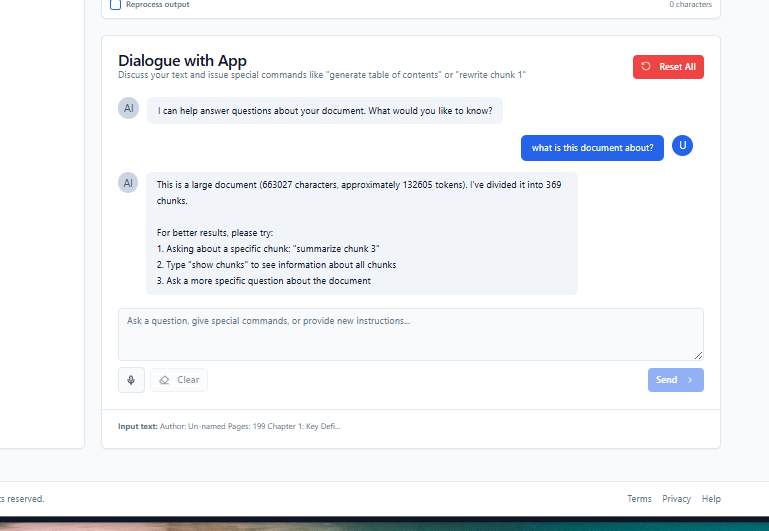 Reprocess output
0 characters
Dialogue with App
Discuss your text and issue special commands like "generate table of contents" or "rewrite chunk 1"
Reset All
AI
I can help answer questions about your document. What would you like to know?
what is this document about?
U
AI
This is a large document (663027 characters, approximately 132605 tokens). I've divided it into 369
chunks.
For better results, please try:
1. Asking about a specific chunk: "summarize chunk 3"
2. Type "show chunks" to see information about all chunks
3. Ask a more specific question about the document
Ask a question, give special commands, or provide new instructions...
Clear
Send
Input text: Author: Un-named Pages: 199 Chapter 1: Key Defi...
ts reserved.
Terms
Privacy
Help